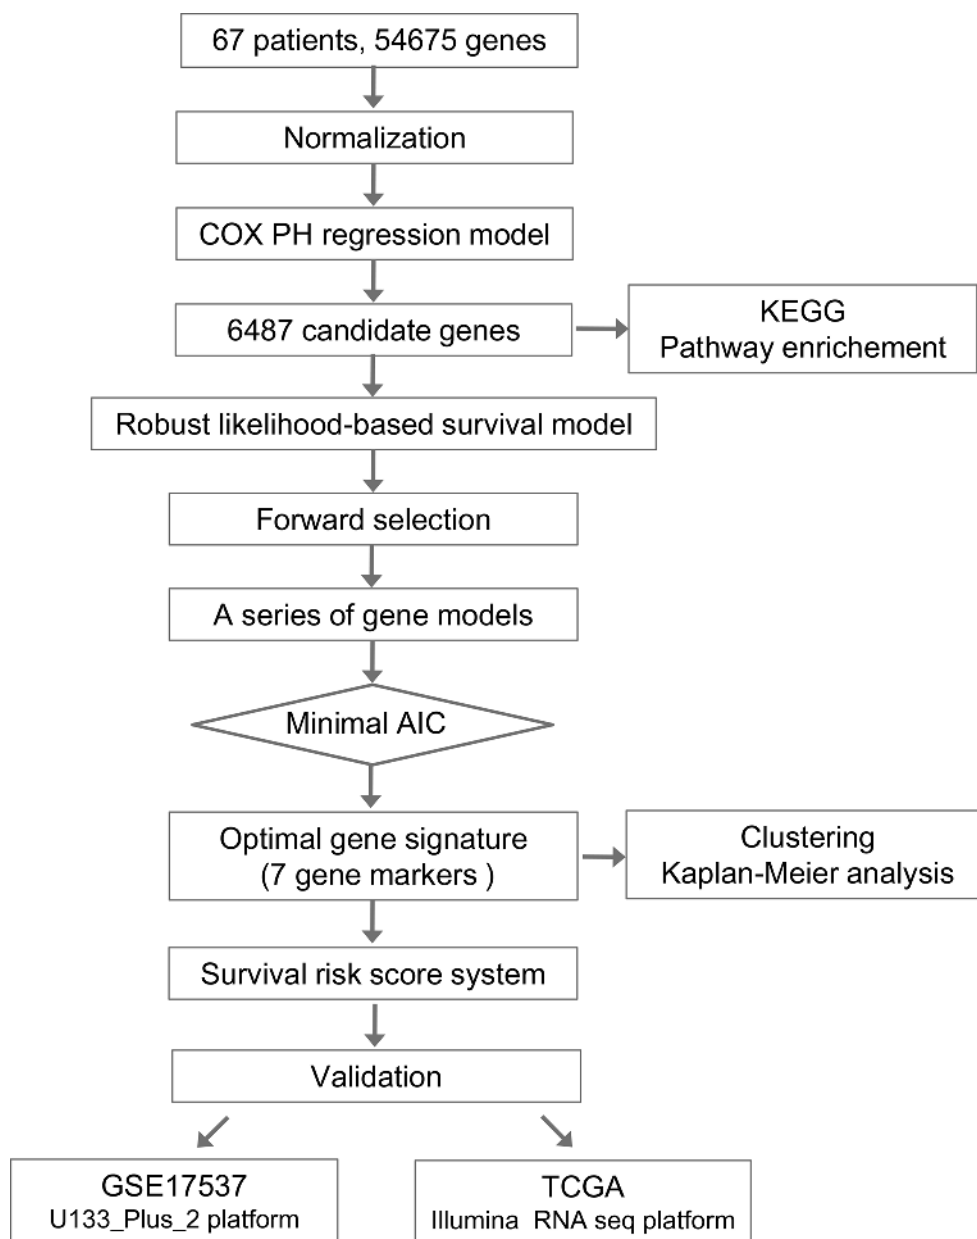 67 patients, 54675 genes
Normalization
COX PH regression model
6487 candidate genes
KEGG
Pathway enrichement
Robust likelihood-based survival model
Forward selection
A series of gene models
Minimal AIC
Optimal gene signature
(7 gene markers )
Clustering
Kaplan-Meier analysis
Survival risk score system
Validation
GSE17537
U133_Plus_2 platform
TCGA
Illumina RNA seq platform